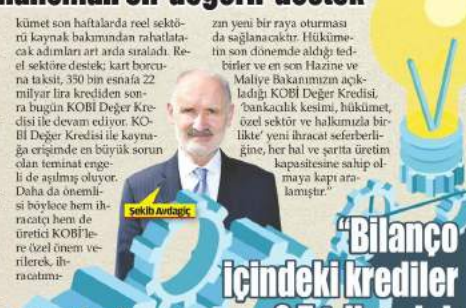 kümet son haftalarda reel sektö-
rü kaynak bakımından rahatlata-
cak adımları art arda sıraladı. Re-
el sektöre destek; kart borcu-
na taksit, 350 bin esnafa 22
milyar lira krediden son-
ra bugün KOBİ Değer Kre-
disi ile devam ediyor. KO-
Bİ Değer Kredisi ile kayna-
ğa erişimde en büyük sorun
olan teminat enge-
li de aşılmış oluyor.
Daha da önemli-
si böylece hem ih-
racatçı hem de
üretici KOBİ'le-
re özel önem ve-
rilerek, ih-
racatımı-
zın yeni bir raya oturması
da sağlanacaktır. Hüküme-
tin son dönemde aldığı ted-
birler ve en son Hazine ve
Maliye Bakanımızın açık-
ladığı KOBİ Değer Kredisi,
'bankacılık kesimi, hükümet,
özel sektör ve halkımızla bir-
likte' yeni ihracat seferberli-
ğine, her hal ve şartta üretim
kapasitesine sahip ol-
maya kapı ara-
lamıştır."
Şekib Avdagiç
"Bilanço
içindeki krediler